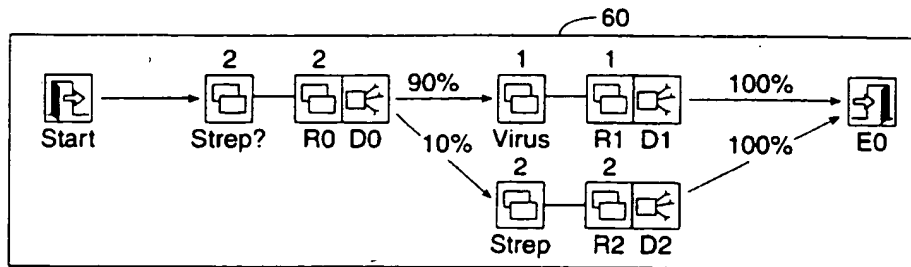 60
2 2 1 1
90% 100%
Start Strep? R0 D0 Virus R1 D1 E0
10% 100%
2 2
Strep R2 D2